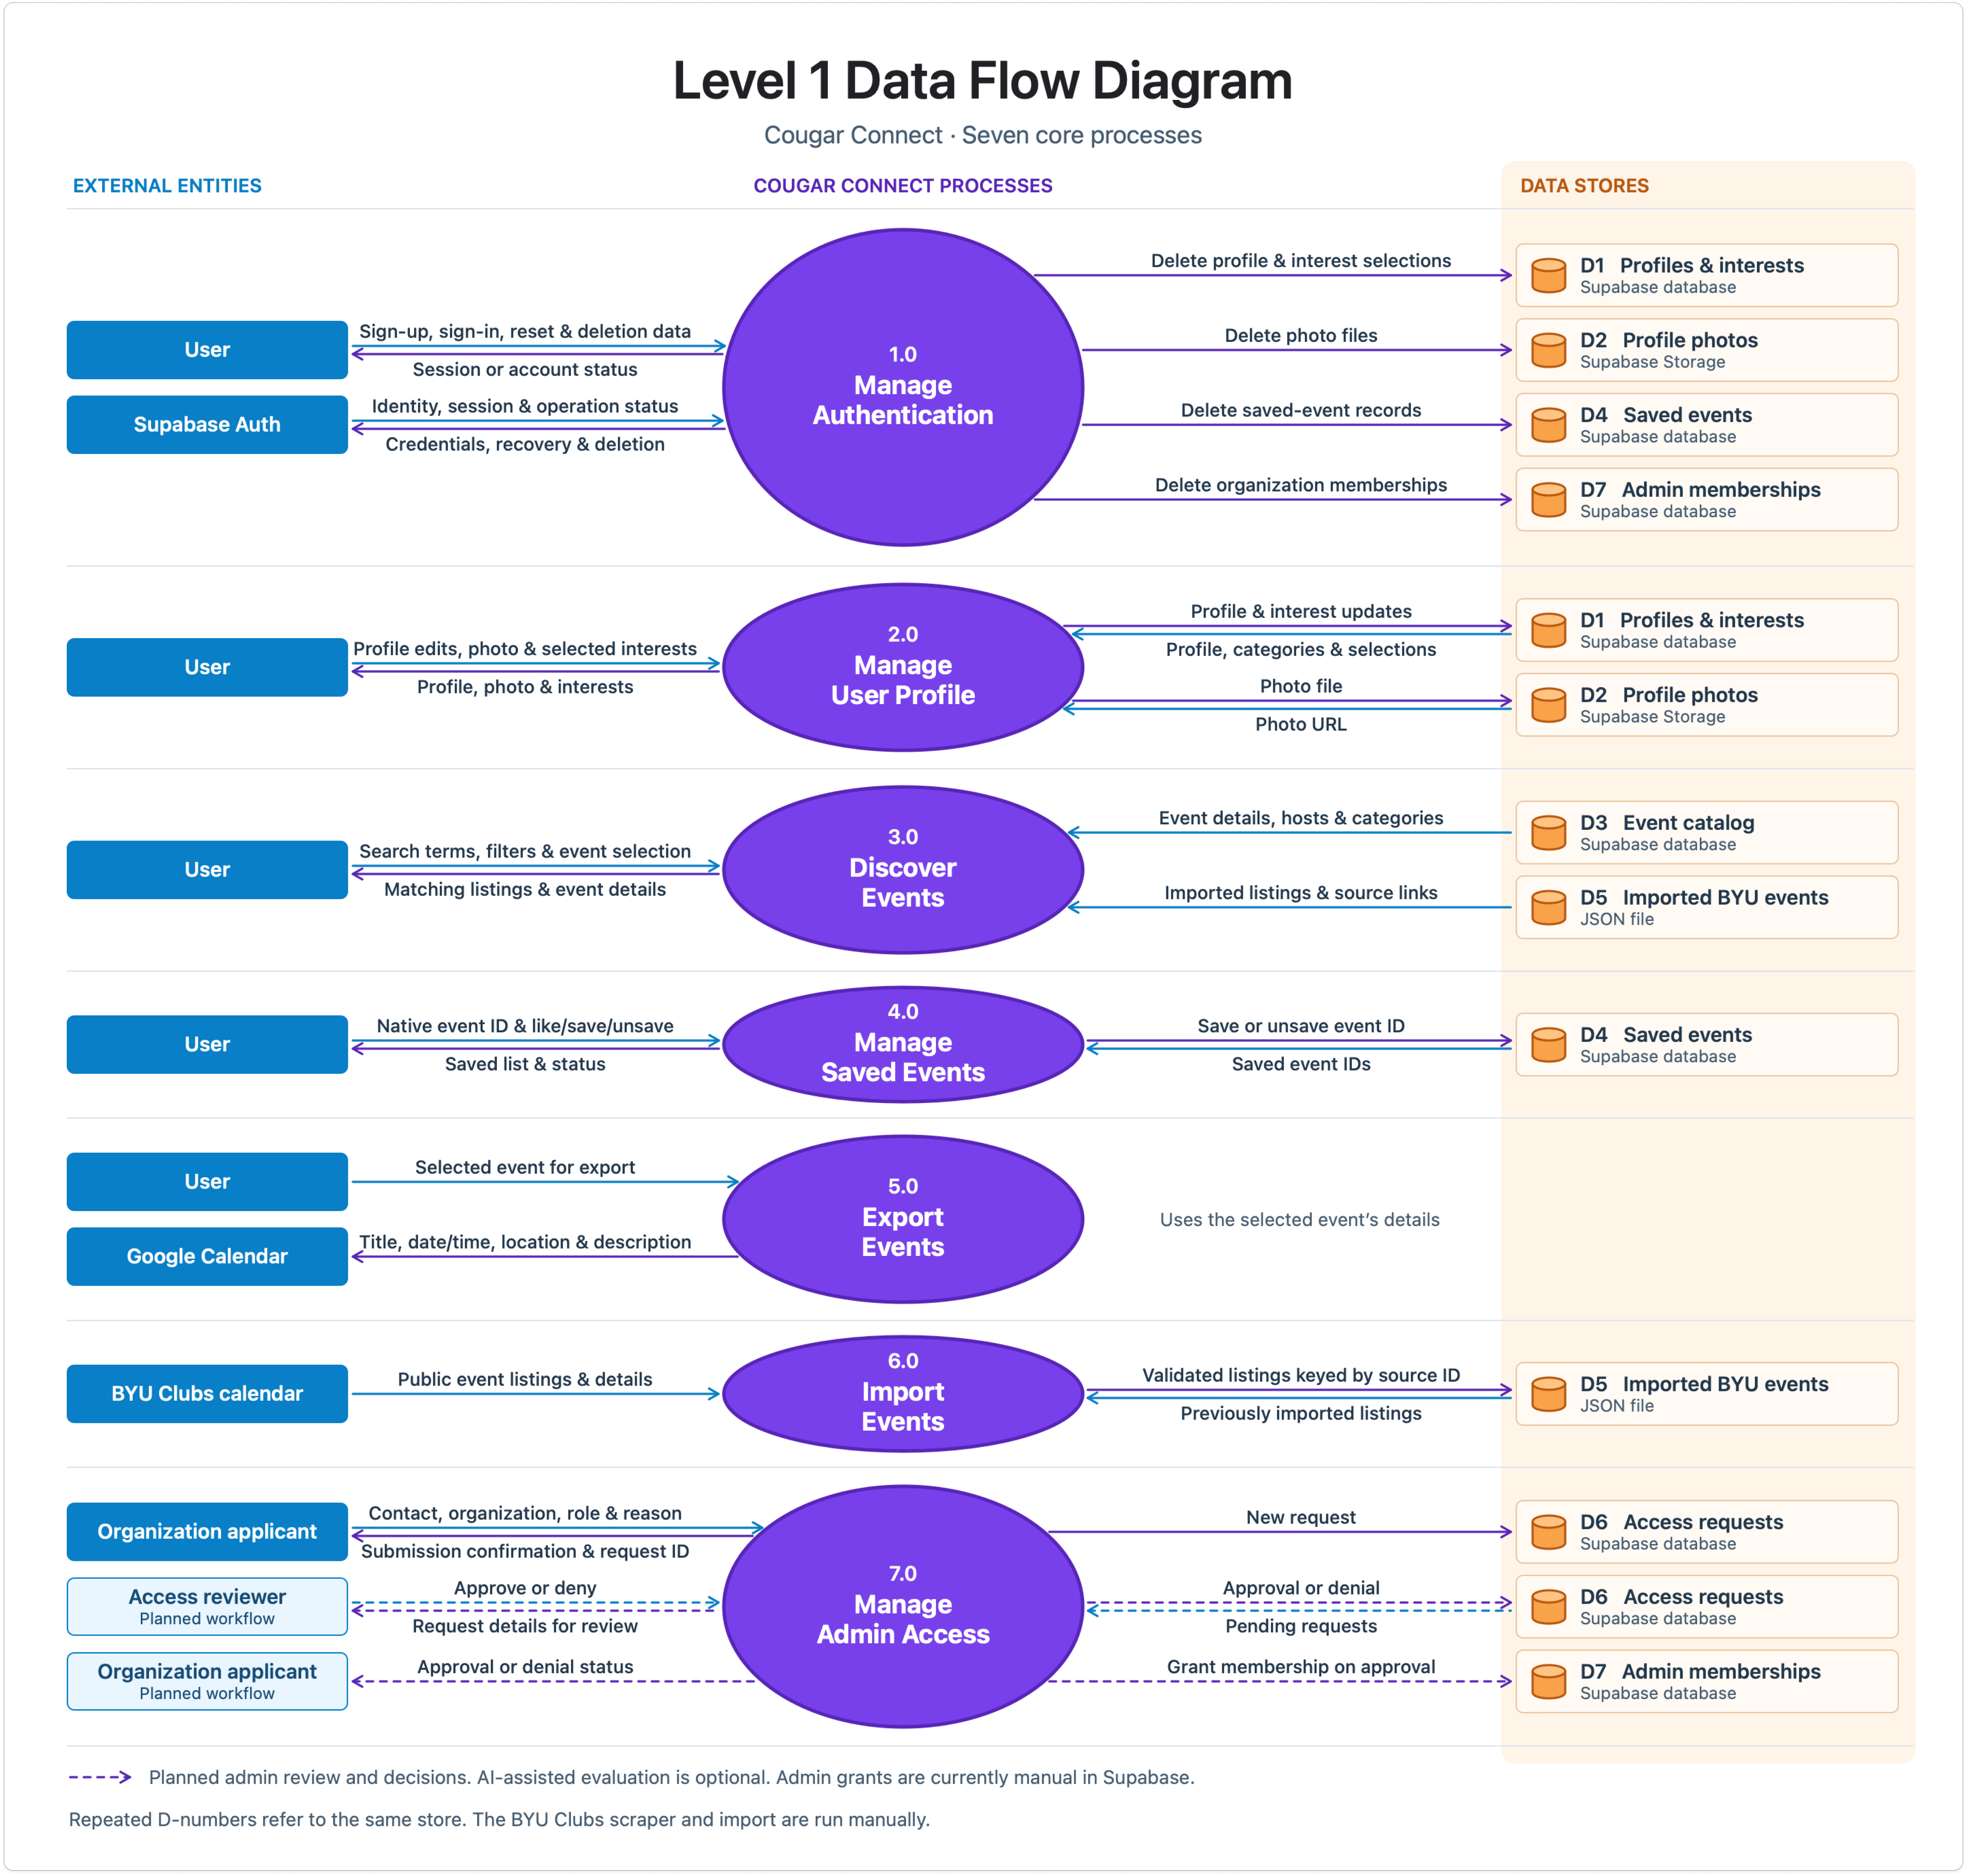 Level 1 Data Flow Diagram
Cougar Connect · Seven core processes
EXTERNAL ENTITIES
COUGAR CONNECT PROCESSES
DATA STORES
User
Sign-up, sign-in, reset & deletion data
Session or account status
Supabase Auth
Identity, session & operation status
Credentials, recovery & deletion
1.0
Manage
Authentication
Delete profile & interest selections
D1 Profiles & interests
Supabase database
Delete photo files
D2 Profile photos
Supabase Storage
Delete saved-event records
D4 Saved events
Supabase database
Delete organization memberships
D7 Admin memberships
Supabase database
User
Profile edits, photo & selected interests
Profile, photo & interests
2.0
Manage
User Profile
Profile & interest updates
Profile, categories & selections
D1 Profiles & interests
Supabase database
Photo file
Photo URL
D2 Profile photos
Supabase Storage
User
Search terms, filters & event selection
Matching listings & event details
3.0
Discover
Events
Event details, hosts & categories
D3 Event catalog
Supabase database
Imported listings & source links
D5 Imported BYU events
JSON file
User
Native event ID & like/save/unsave
Saved list & status
4.0
Manage
Saved Events
Save or unsave event ID
Saved event IDs
D4 Saved events
Supabase database
User
Selected event for export
Google Calendar
Title, date/time, location & description
5.0
Export
Events
Uses the selected event’s details
BYU Clubs calendar
Public event listings & details
6.0
Import
Events
Validated listings keyed by source ID
Previously imported listings
D5 Imported BYU events
JSON file
Organization applicant
Contact, organization, role & reason
Submission confirmation & request ID
Access reviewer
Planned workflow
Approve or deny
Request details for review
Organization applicant
Planned workflow
Approval or denial status
7.0
Manage
Admin Access
New request
D6 Access requests
Supabase database
Approval or denial
Pending requests
D6 Access requests
Supabase database
Grant membership on approval
D7 Admin memberships
Supabase database
Planned admin review and decisions. AI-assisted evaluation is optional. Admin grants are currently manual in Supabase.
Repeated D-numbers refer to the same store. The BYU Clubs scraper and import are run manually.